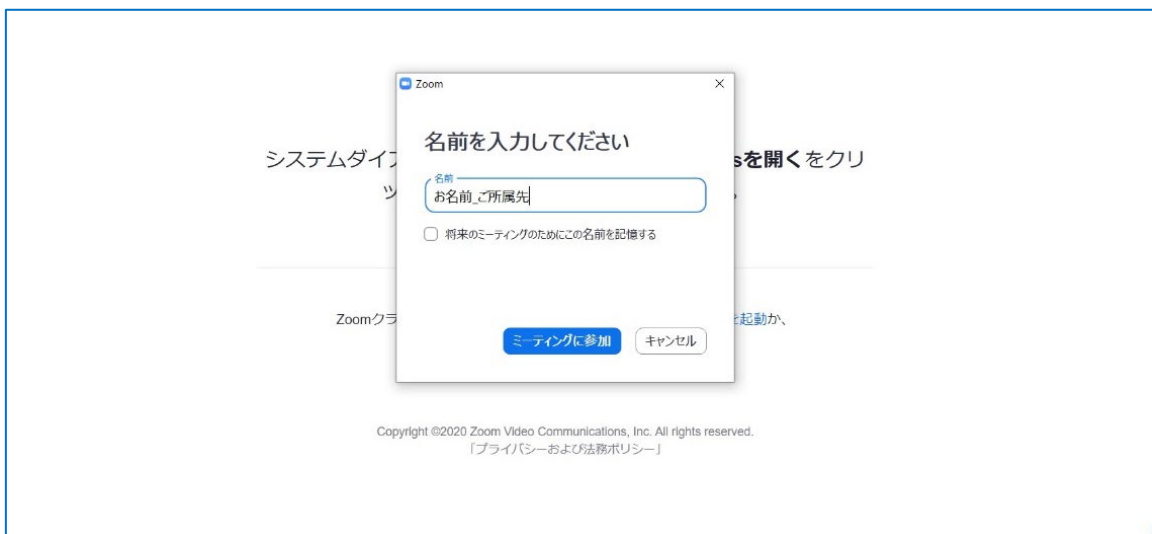 Zoom
名前を入力してください
システムダイ
sを開くをクリ
ッ
名前
お名前_ご所属先
将来のミーティングのためにこの名前を記憶する
Zoomクラ
を起動か、
ミーティングに参加 キャンセル
Copyright ©2020 Zoom Video Communications, Inc. All rights reserved.
「プライバシーおよび法務ポリシー」